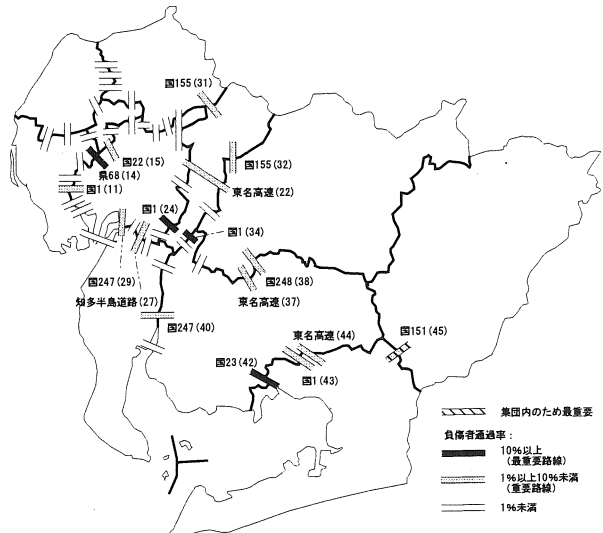 国155(31)
国155(32)
国22(15)
県68(14)
国1(11)
東名高速(22)
国1(24)
国1(34)
国247(29)
国248(38)
知多半島道路(27)
東名高速(37)
国247(40)
東名高速(44)
国151(45)
国23(42)
国1(43)
集団内のため最重要
負傷者通過率：
10%以上
(最重要路線)
1%以上10%未満
(重要路線)
1%未満